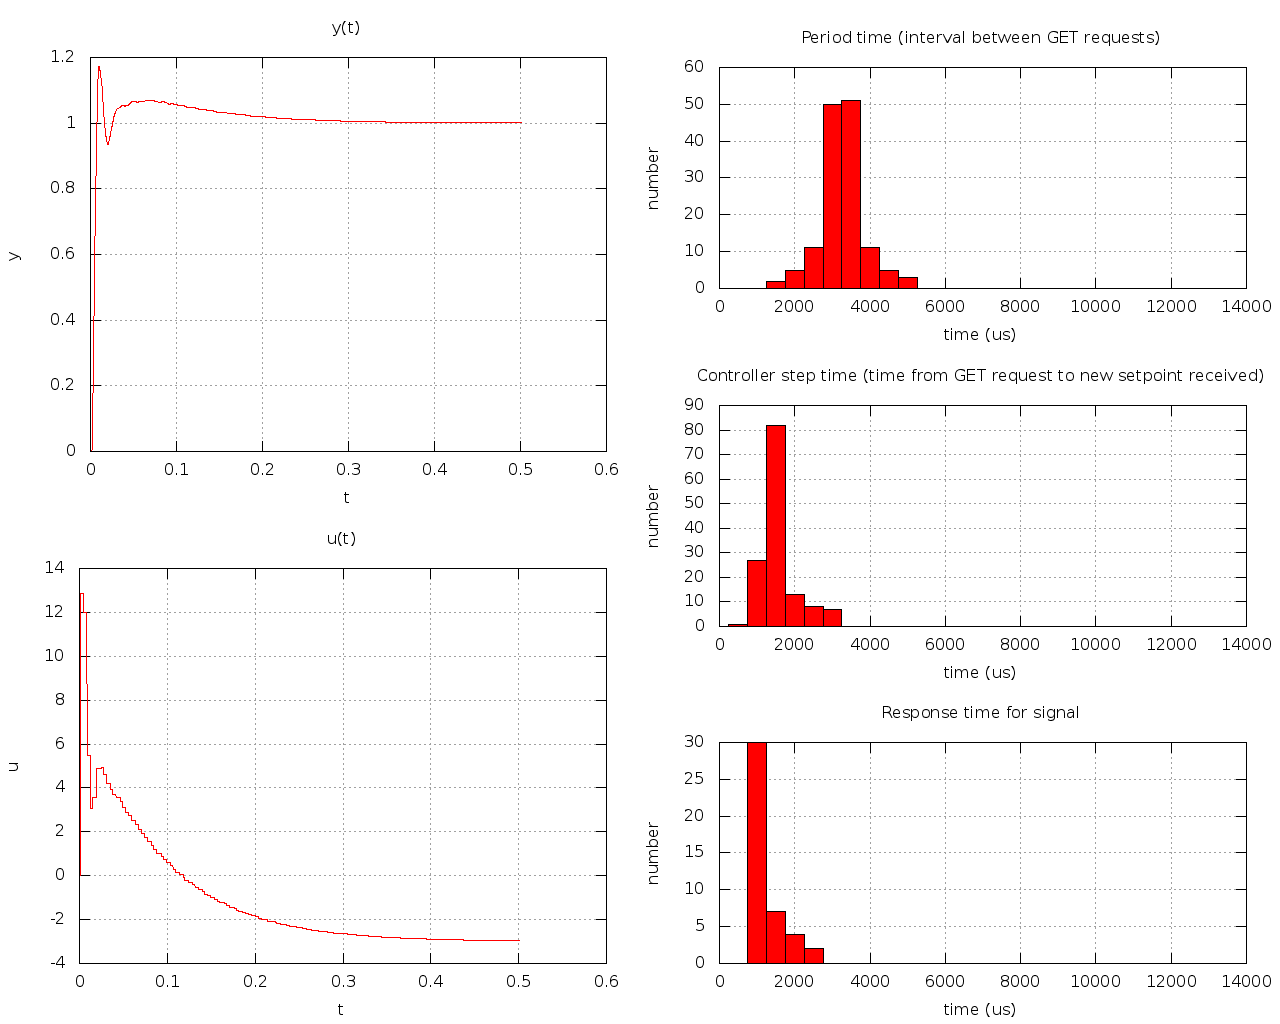 y(t)
1.2
1
0.8
0.6
0.4
0.2
0
y
0 0.1 0.2 0.3 0.4 0.5 0.6
t
u(t)
14
12
10
8
6
4
2
0
-2
-4
u
0 0.1 0.2 0.3 0.4 0.5 0.6
t
Period time (interval between GET requests)
60
50
40
30
20
10
0
number
0 2000 4000 6000 8000 10000 12000 14000
time (us)
Controller step time (time from GET request to new setpoint received)
90
80
70
60
50
40
30
20
10
0
number
0 2000 4000 6000 8000 10000 12000 14000
time (us)
Response time for signal
30
25
20
15
10
5
0
number
0 2000 4000 6000 8000 10000 12000 14000
time (us)